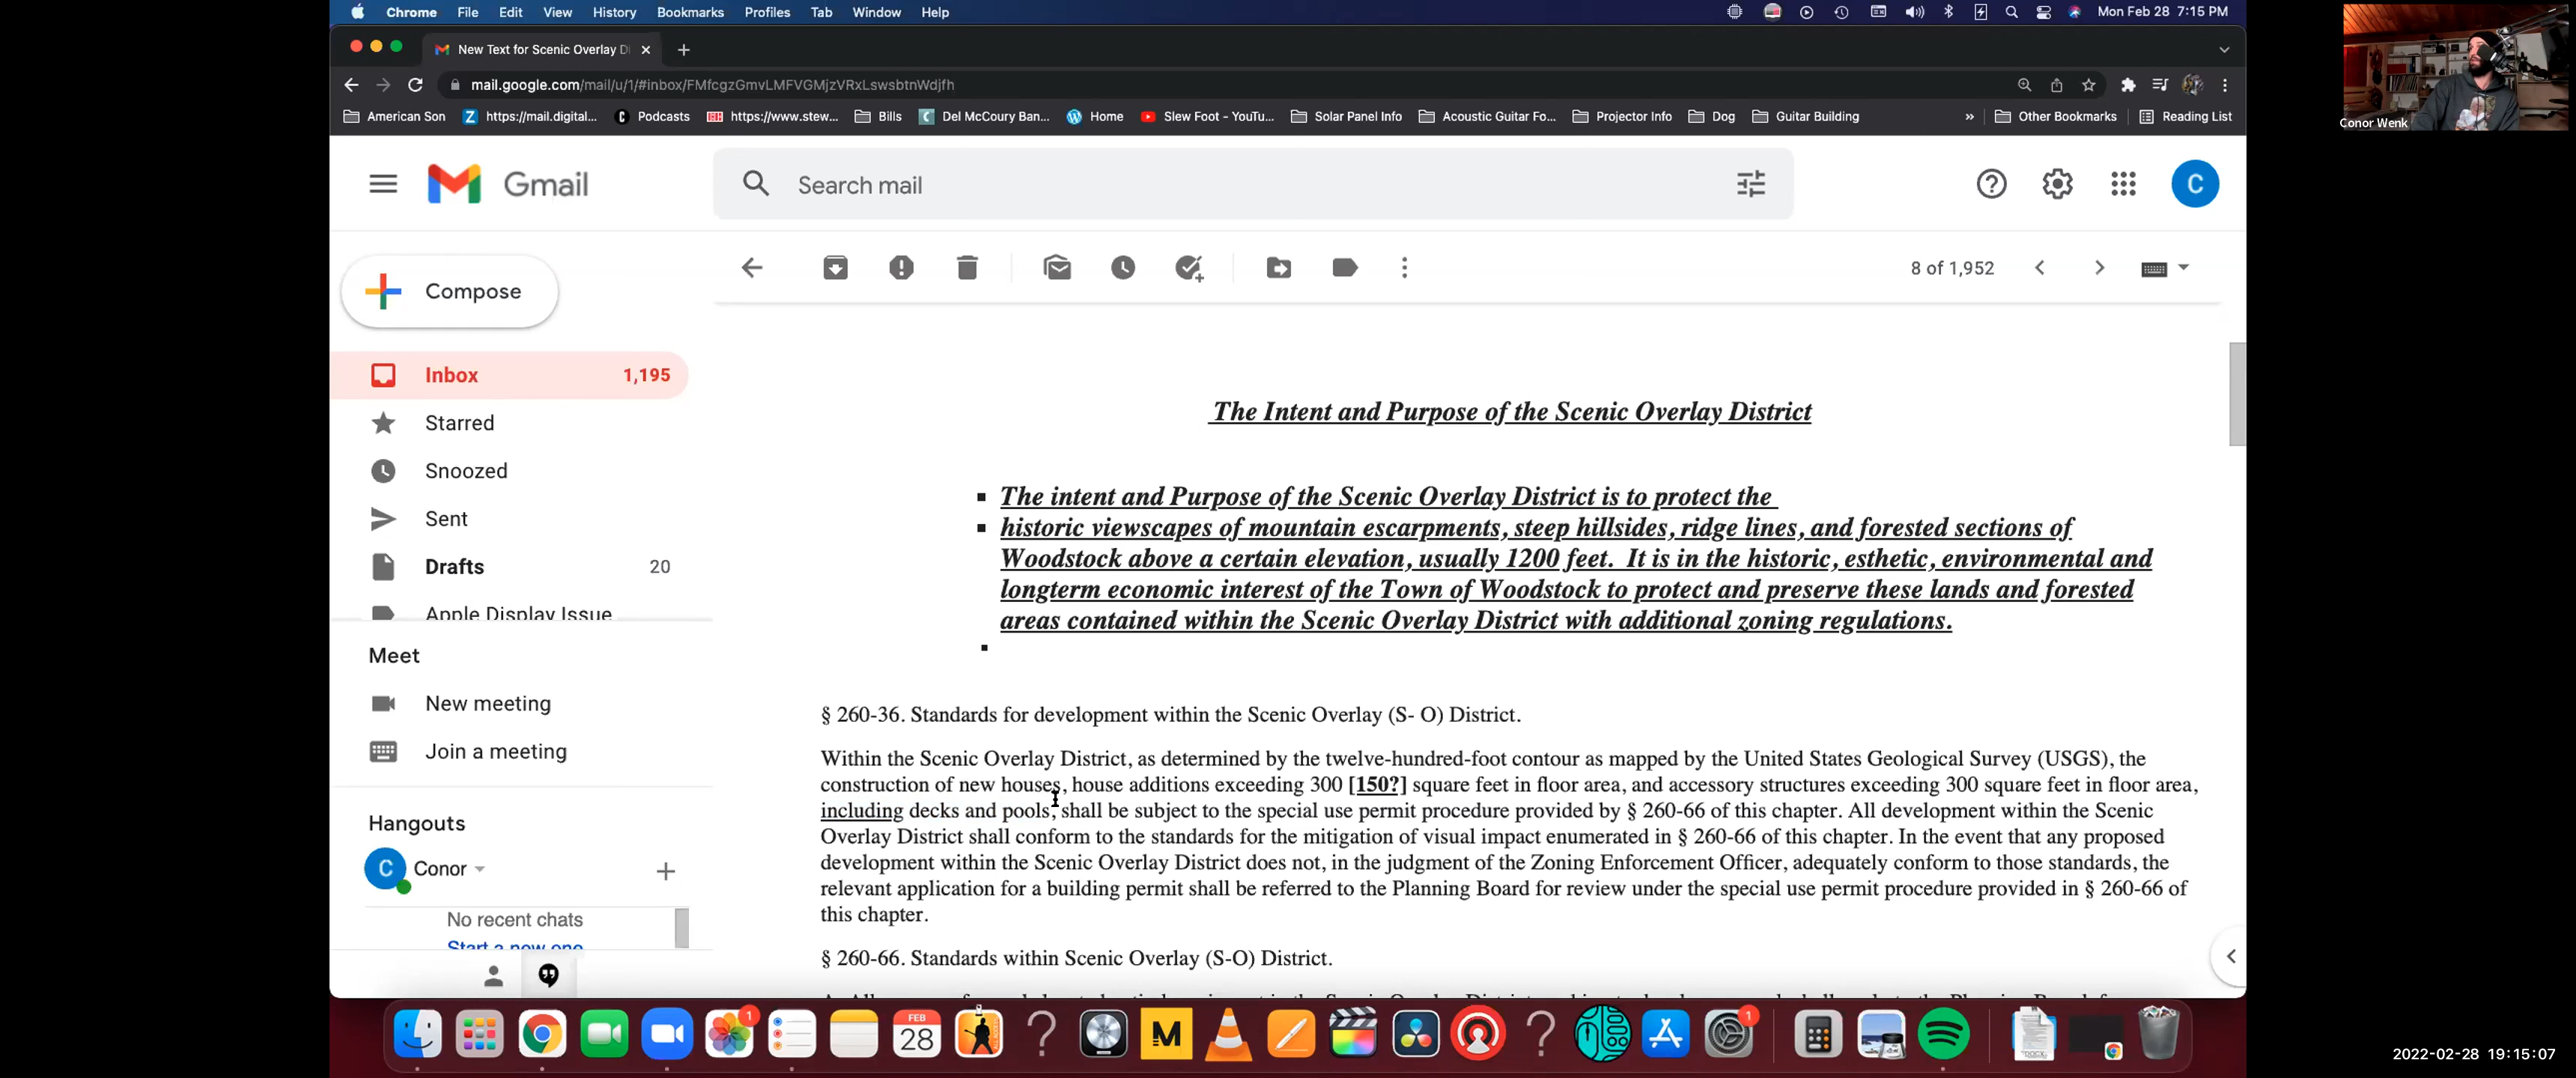 Chrome File Edit View History Bookmarks Profiles Tab Window Help
Mon Feb 28 7:15 PM
New Text for Scenic Overlay Di
mail.google.com/mail/u/1/#inbox/FMfcgzGmvLMFVGMjzVRxLswsbtnWdjfh
American Son https://mail.digital... Podcasts https://www.stew... Bills Del McCoury Ban... Home Slew Foot - YouTu... Solar Panel Info Acoustic Guitar Fo... Projector Info Dog Guitar Building » Other Bookmarks Reading List
Conor Wenk
Gmail
Search mail
C
Compose
8 of 1,952
Inbox 1,195
Starred
Snoozed
Sent
Drafts 20
Apple Display Issue
Meet
New meeting
Join a meeting
Hangouts
C Conor
No recent chats
Start a new one
The Intent and Purpose of the Scenic Overlay District
▪ The intent and Purpose of the Scenic Overlay District is to protect the
▪ historic viewscapes of mountain escarpments, steep hillsides, ridge lines, and forested sections of
Woodstock above a certain elevation, usually 1200 feet. It is in the historic, esthetic, environmental and
longterm economic interest of the Town of Woodstock to protect and preserve these lands and forested
areas contained within the Scenic Overlay District with additional zoning regulations.
▪
§ 260-36. Standards for development within the Scenic Overlay (S- O) District.
Within the Scenic Overlay District, as determined by the twelve-hundred-foot contour as mapped by the United States Geological Survey (USGS), the
construction of new houses, house additions exceeding 300 [150?] square feet in floor area, and accessory structures exceeding 300 square feet in floor area,
including decks and pools, shall be subject to the special use permit procedure provided by § 260-66 of this chapter. All development within the Scenic
Overlay District shall conform to the standards for the mitigation of visual impact enumerated in § 260-66 of this chapter. In the event that any proposed
development within the Scenic Overlay District does not, in the judgment of the Zoning Enforcement Officer, adequately conform to those standards, the
relevant application for a building permit shall be referred to the Planning Board for review under the special use permit procedure provided in § 260-66 of
this chapter.
§ 260-66. Standards within Scenic Overlay (S-O) District.
1
FEB
28
M
1
2022-02-28 19:15:07